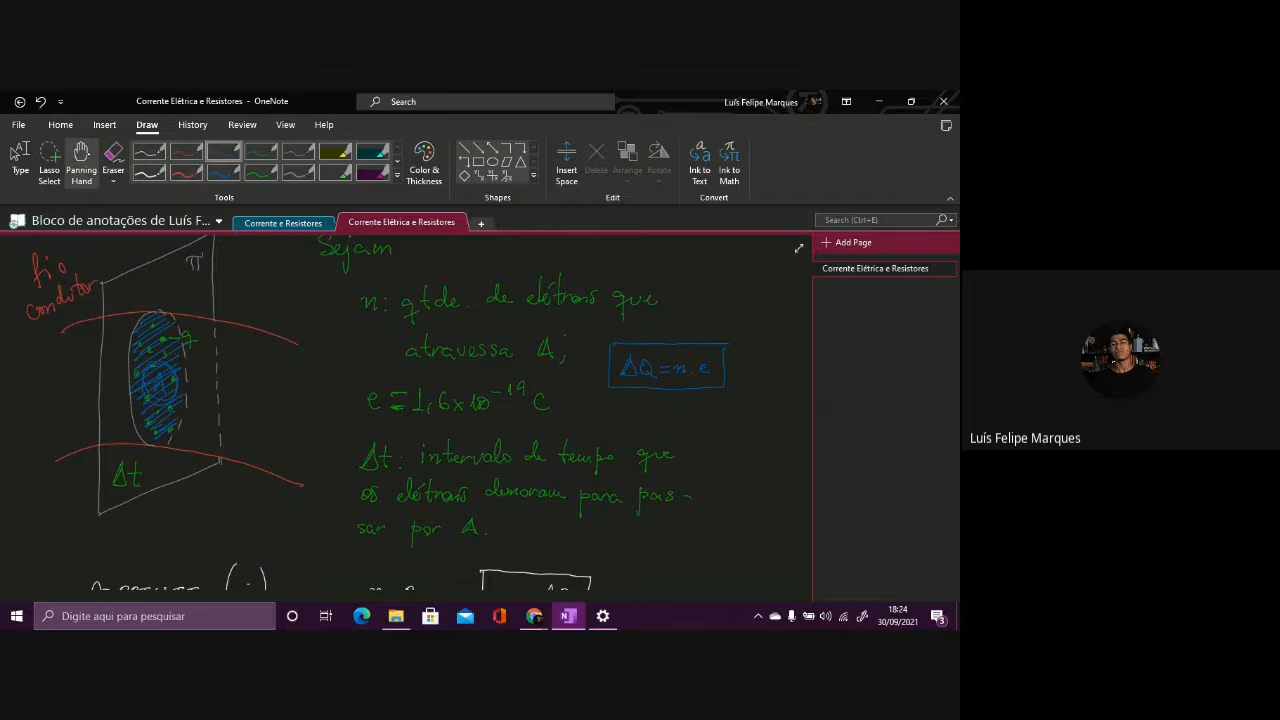 Corrente Elétrica e Resistores - OneNote
Search
Luís Felipe Marques
File Home Insert Draw History Review View Help
Type
Lasso Select
Panning Hand
Eraser
Color & Thickness
Insert Space
Delete
Arrange
Rotate
Ink to Text
Ink to Math
Tools
Shapes
Edit
Convert
Bloco de anotações de Luís F...
Corrente e Resistores
Corrente Elétrica e Resistores
Search (Ctrl+E)
Add Page
Corrente Elétrica e Resistores
fio
condutor
π
q
A
Δt
Sejam
n: qtde. de elétrons que
atravessa A;
e = 1,6x10⁻¹⁹ C
ΔQ = n.e
Δt: intervalo de tempo que
os elétrons demoram para pas-
sar por A.
Luís Felipe Marques
Digite aqui para pesquisar
18:24
30/09/2021
3